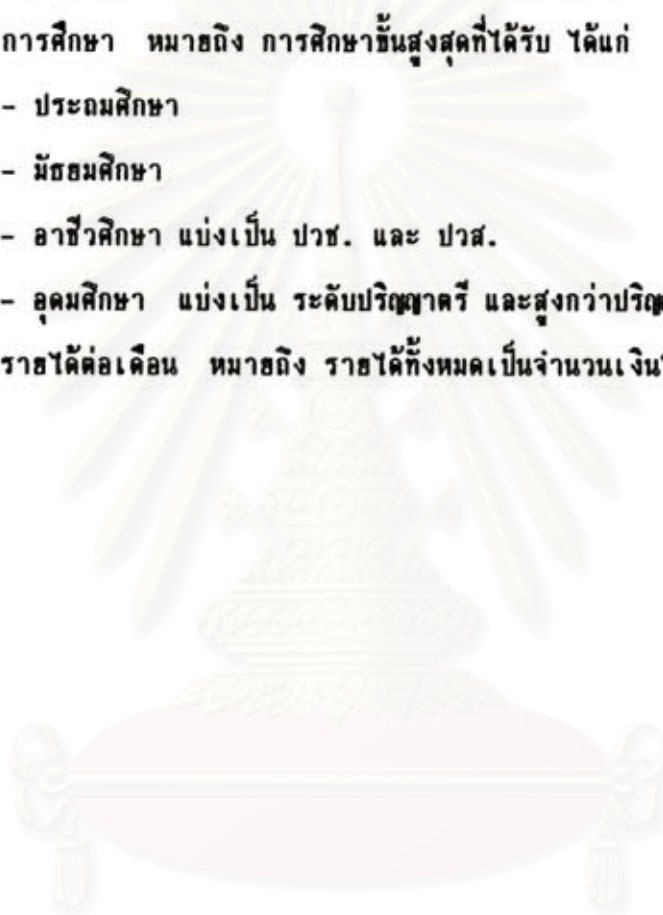 การศึกษา หมายถึง การศึกษาขั้นสูงสุดที่ได้รับ ได้แก่
- ประถมศึกษา
- มัธยมศึกษา
- อาชีวศึกษา แบ่งเป็น ปวช. และ ปวส.
- อุดมศึกษา แบ่งเป็น ระดับปริญญาตรี และสูงกว่า
รายได้ต่อเดือน หมายถึง รายได้ทั้งหมดเป็นจำนวนเงิน